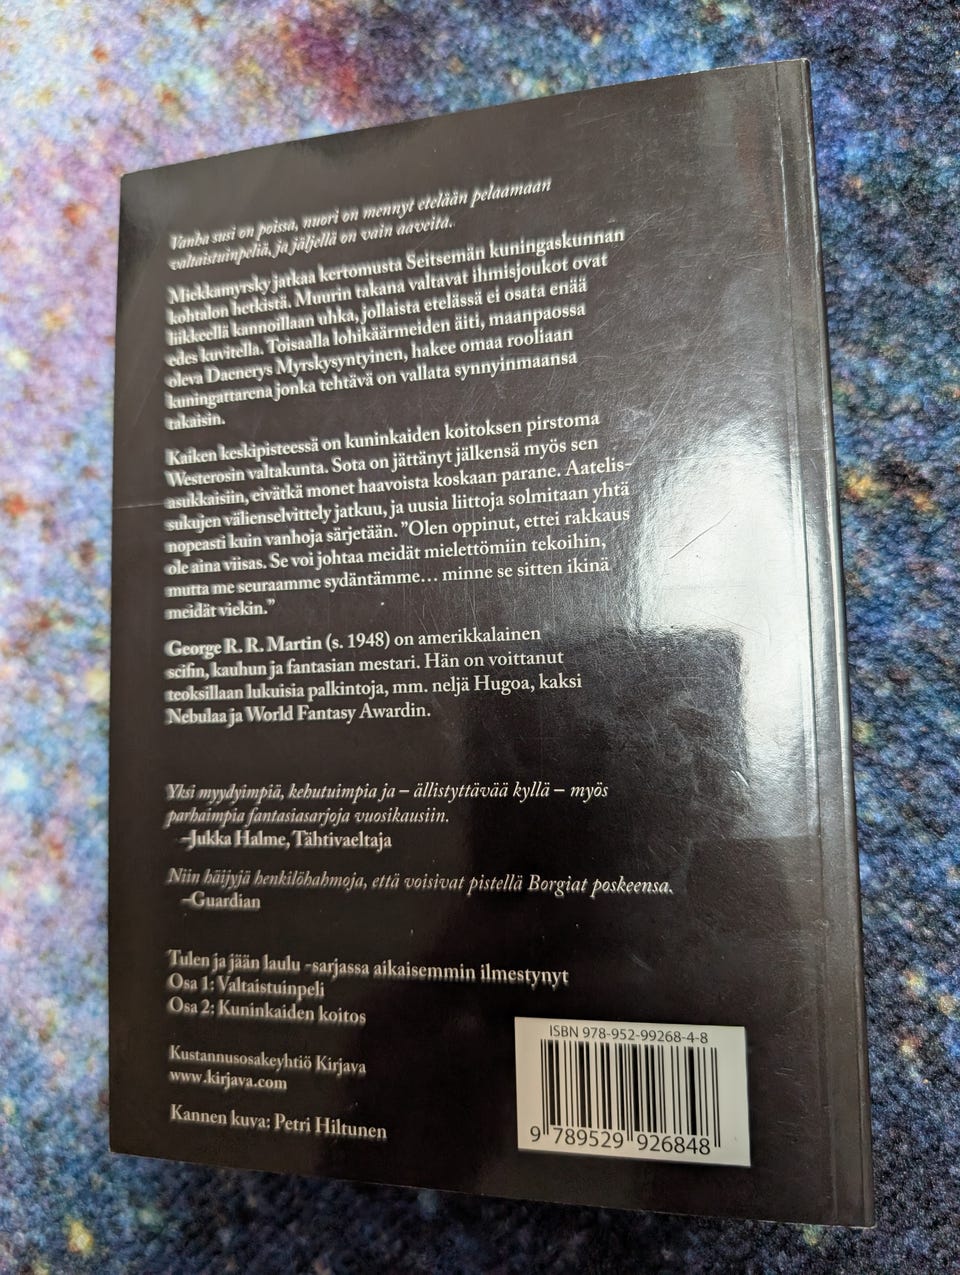 Vanha susi on poissa, nuori on mennyt etelään pelaamaan
valtaistuinpeliä, ja jäljellä on vain aaveita.
Miekkamyrsky jatkaa kertomusta Seitsemän kuningaskunnan
kohtalon hetkistä. Muurin takana valtavat ihmisjoukot ovat
liikkeellä kannoillaan uhka, jollaista etelässä ei osata enää
edes kuvitella. Toisaalla lohikäärmeiden äiti, maanpaossa
oleva Daenerys Myrskysyntyinen, hakee omaa rooliaan
kuningattarena jonka tehtävä on vallata synnyinmaansa
takaisin.
Kaiken keskipisteessä on kuninkaiden koitoksen pirstoma
Westerosin valtakunta. Sota on jättänyt jälkensä myös sen
asukkaisiin, eivätkä monet haavoista koskaan parane. Aatelis-
sukujen välienselvittely jatkuu, ja uusia liittoja solmitaan yhtä
nopeasti kuin vanhoja särjetään. ”Olen oppinut, ettei rakkaus
ole aina viisas. Se voi johtaa meidät mielettömiin tekoihin,
mutta me seuraamme sydäntämme… minne se sitten ikinä
meidät viekin.”
George R. R. Martin (s. 1948) on amerikkalainen
scifin, kauhun ja fantasian mestari. Hän on voittanut
teoksillaan lukuisia palkintoja, mm. neljä Hugoa, kaksi
Nebulaa ja World Fantasy Awardin.
Yksi myydyimpiä, kehutuimpia ja – ällistyttävää kyllä – myös
parhaimpia fantasiasarjoja vuosikausiin.
–Jukka Halme, Tähtivaeltaja
Niin häijyjä henkilöhahmoja, että voisivat pistellä Borgiat poskeensa.
–Guardian
Tulen ja jään laulu -sarjassa aikaisemmin ilmestynyt
Osa 1: Valtaistuinpeli
Osa 2: Kuninkaiden koitos
Kustannusosakeyhtiö Kirjava
www.kirjava.com
Kannen kuva: Petri Hiltunen
ISBN 978-952-99268-4-8
9 789529 926848